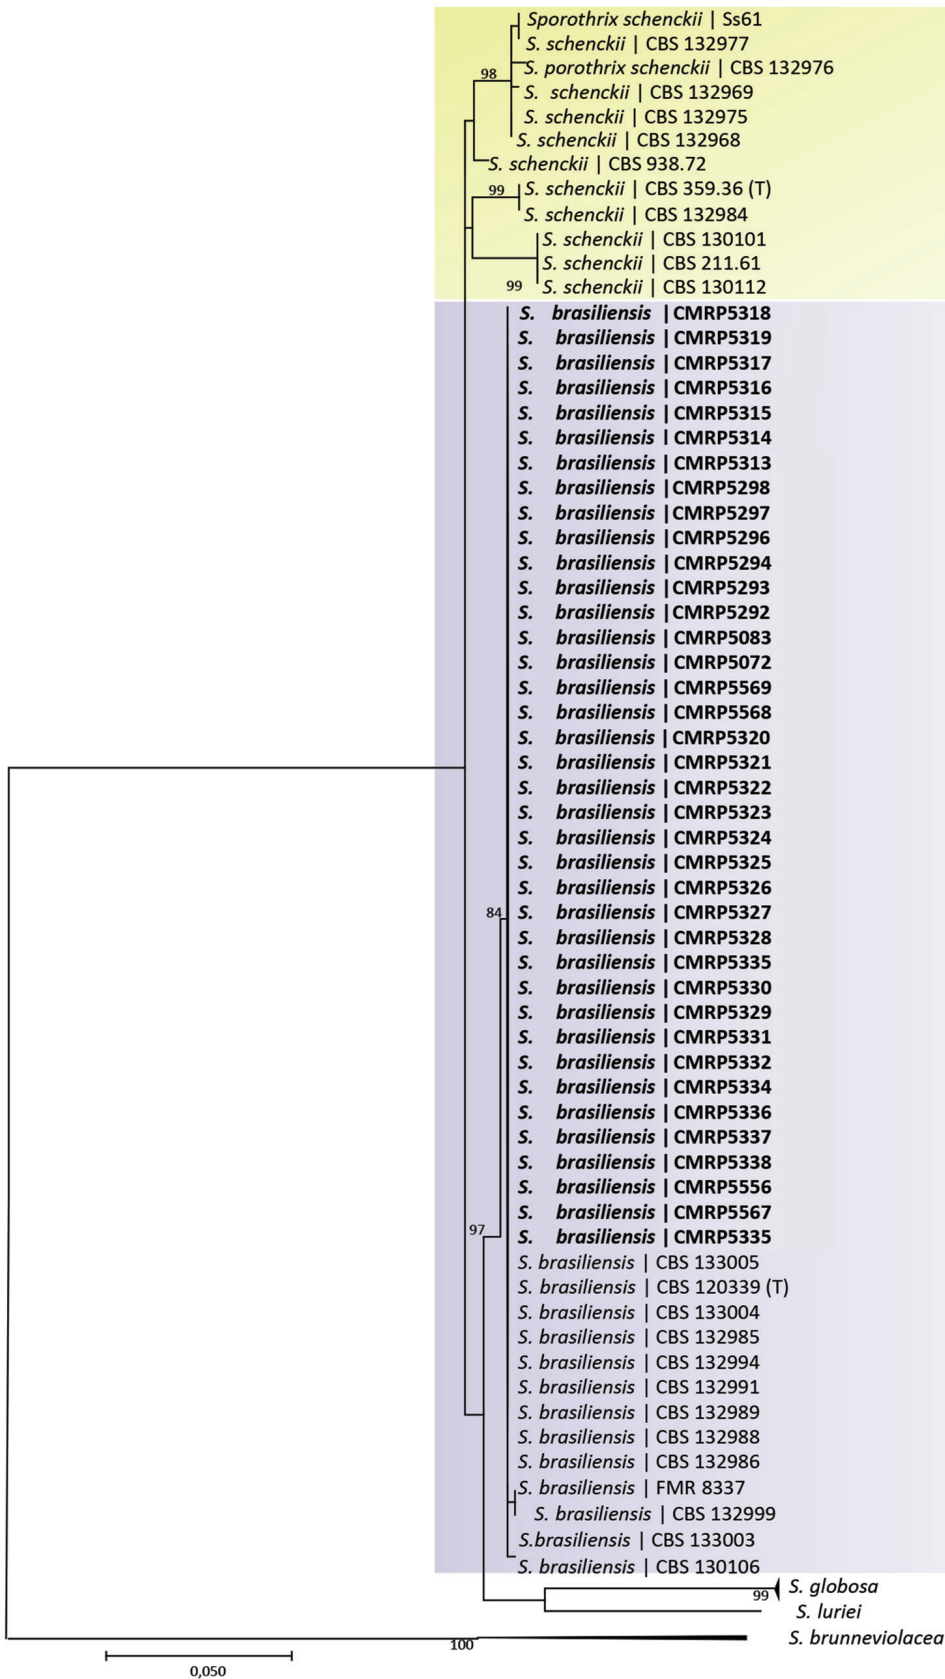 Sporothrix schenckii | Ss61
S. schenckii | CBS 132977
98
S. porothrix schenckii | CBS 132976
S. schenckii | CBS 132969
S. schenckii | CBS 132975
S. schenckii | CBS 132968
S. schenckii | CBS 938.72
99
S. schenckii | CBS 359.36 (T)
S. schenckii | CBS 132984
S. schenckii | CBS 130101
S. schenckii | CBS 211.61
99
S. schenckii | CBS 130112
S. brasiliensis | CMRP5318
S. brasiliensis | CMRP5319
S. brasiliensis | CMRP5317
S. brasiliensis | CMRP5316
S. brasiliensis | CMRP5315
S. brasiliensis | CMRP5314
S. brasiliensis | CMRP5313
S. brasiliensis | CMRP5298
S. brasiliensis | CMRP5297
S. brasiliensis | CMRP5296
S. brasiliensis | CMRP5294
S. brasiliensis | CMRP5293
S. brasiliensis | CMRP5292
S. brasiliensis | CMRP5083
S. brasiliensis | CMRP5072
S. brasiliensis | CMRP5569
S. brasiliensis | CMRP5568
S. brasiliensis | CMRP5320
S. brasiliensis | CMRP5321
S. brasiliensis | CMRP5322
S. brasiliensis | CMRP5323
S. brasiliensis | CMRP5324
S. brasiliensis | CMRP5325
S. brasiliensis | CMRP5326
84
S. brasiliensis | CMRP5327
S. brasiliensis | CMRP5328
S. brasiliensis | CMRP5335
S. brasiliensis | CMRP5330
S. brasiliensis | CMRP5329
S. brasiliensis | CMRP5331
S. brasiliensis | CMRP5332
S. brasiliensis | CMRP5334
S. brasiliensis | CMRP5336
S. brasiliensis | CMRP5337
S. brasiliensis | CMRP5338
S. brasiliensis | CMRP5556
S. brasiliensis | CMRP5567
97
S. brasiliensis | CMRP5335
S. brasiliensis | CBS 133005
S. brasiliensis | CBS 120339 (T)
S. brasiliensis | CBS 133004
S. brasiliensis | CBS 132985
S. brasiliensis | CBS 132994
S. brasiliensis | CBS 132991
S. brasiliensis | CBS 132989
S. brasiliensis | CBS 132988
S. brasiliensis | CBS 132986
S. brasiliensis | FMR 8337
S. brasiliensis | CBS 132999
S.brasiliensis | CBS 133003
S. brasiliensis | CBS 130106
S. globosa
99
S. luriei
S. brunneviolacea
100
0,050